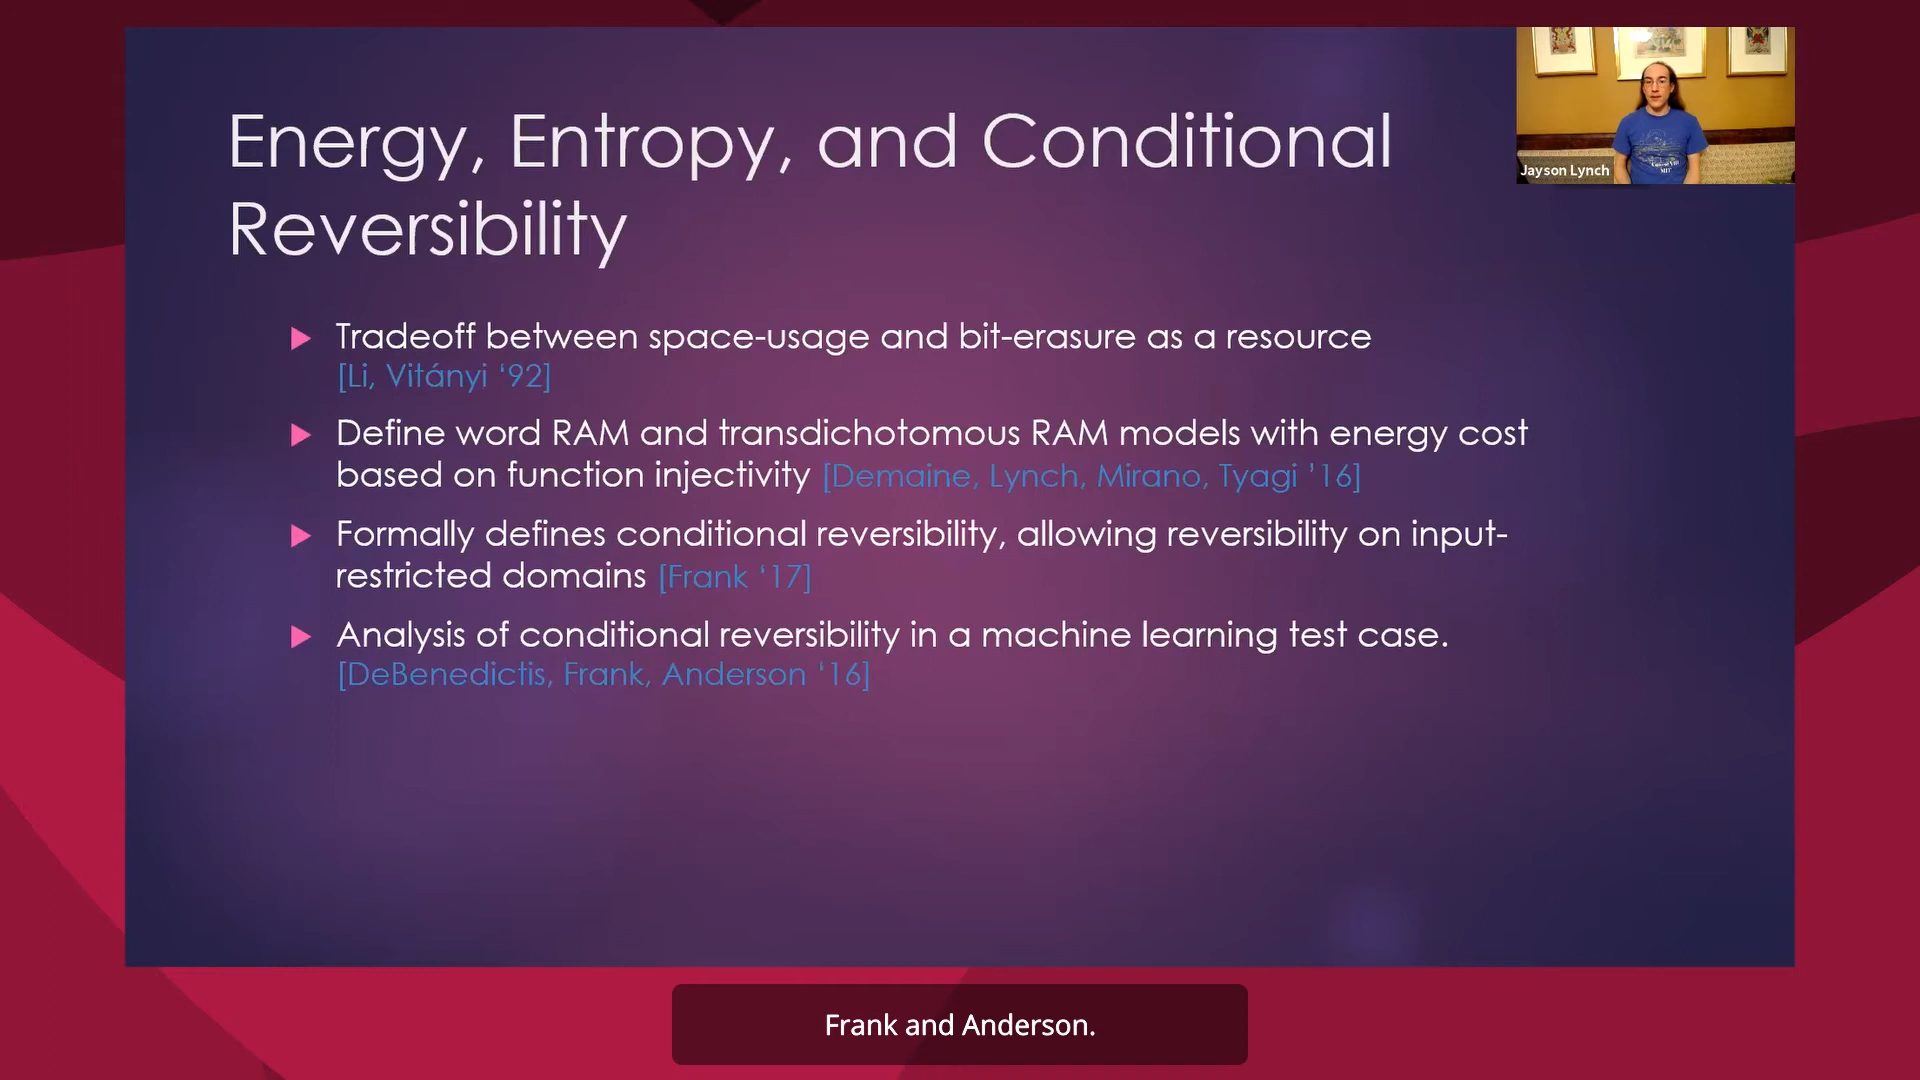 Energy, Entropy, and Conditional
Reversibility
Jayson Lynch
MIT
▶ Tradeoff between space-usage and bit-erasure as a resource
[Li, Vitányi ‘92]
▶ Define word RAM and transdichotomous RAM models with energy cost
based on function injectivity [Demaine, Lynch, Mirano, Tyagi ’16]
▶ Formally defines conditional reversibility, allowing reversibility on input-
restricted domains [Frank ‘17]
▶ Analysis of conditional reversibility in a machine learning test case.
[DeBenedictis, Frank, Anderson ‘16]
Frank and Anderson.